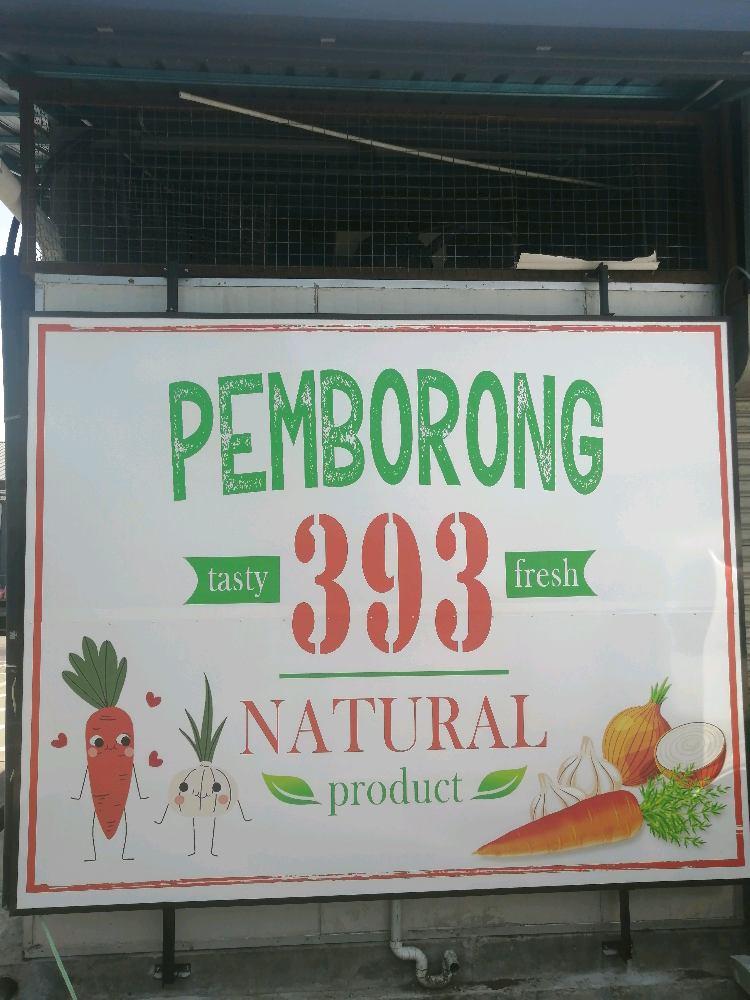 PEMBORONG
tasty 393 fresh
NATURAL
product